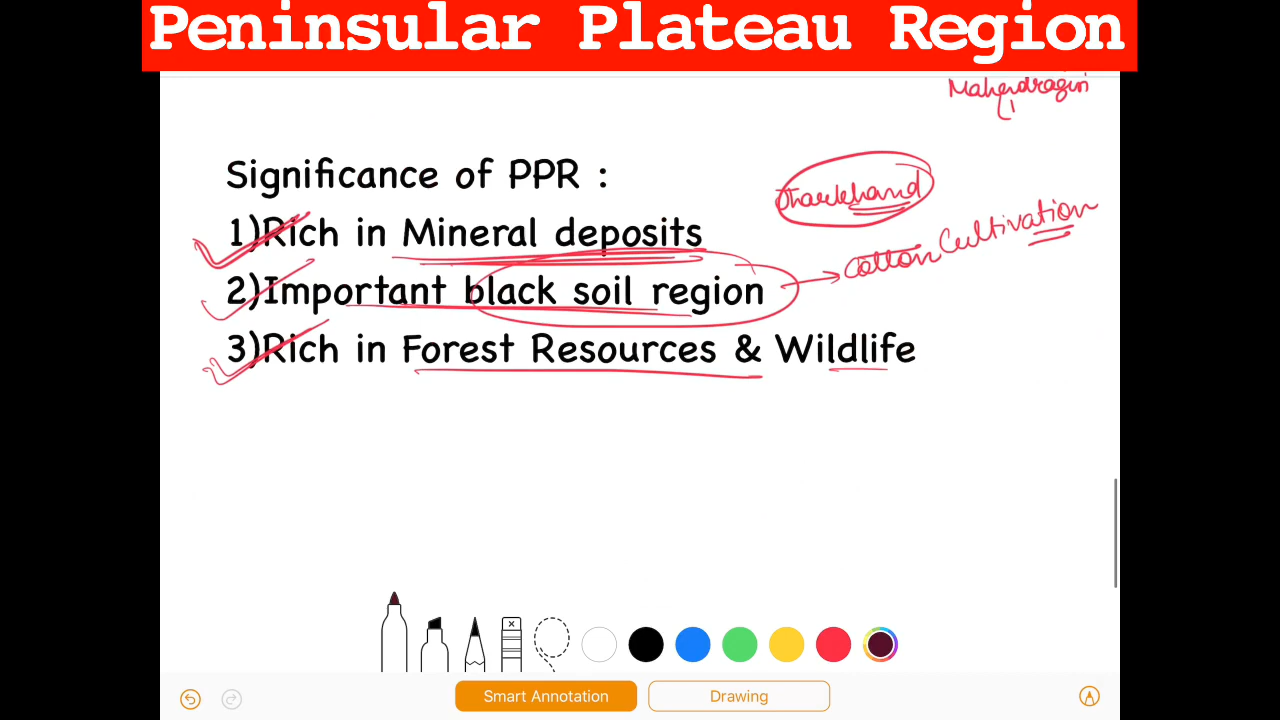 Peninsular Plateau Region
Mahendragiri
Significance of PPR :
Jharkhand
1)Rich in Mineral deposits
cotton Cultivation
2)Important black soil region
3)Rich in Forest Resources & Wildlife
Smart Annotation
Drawing